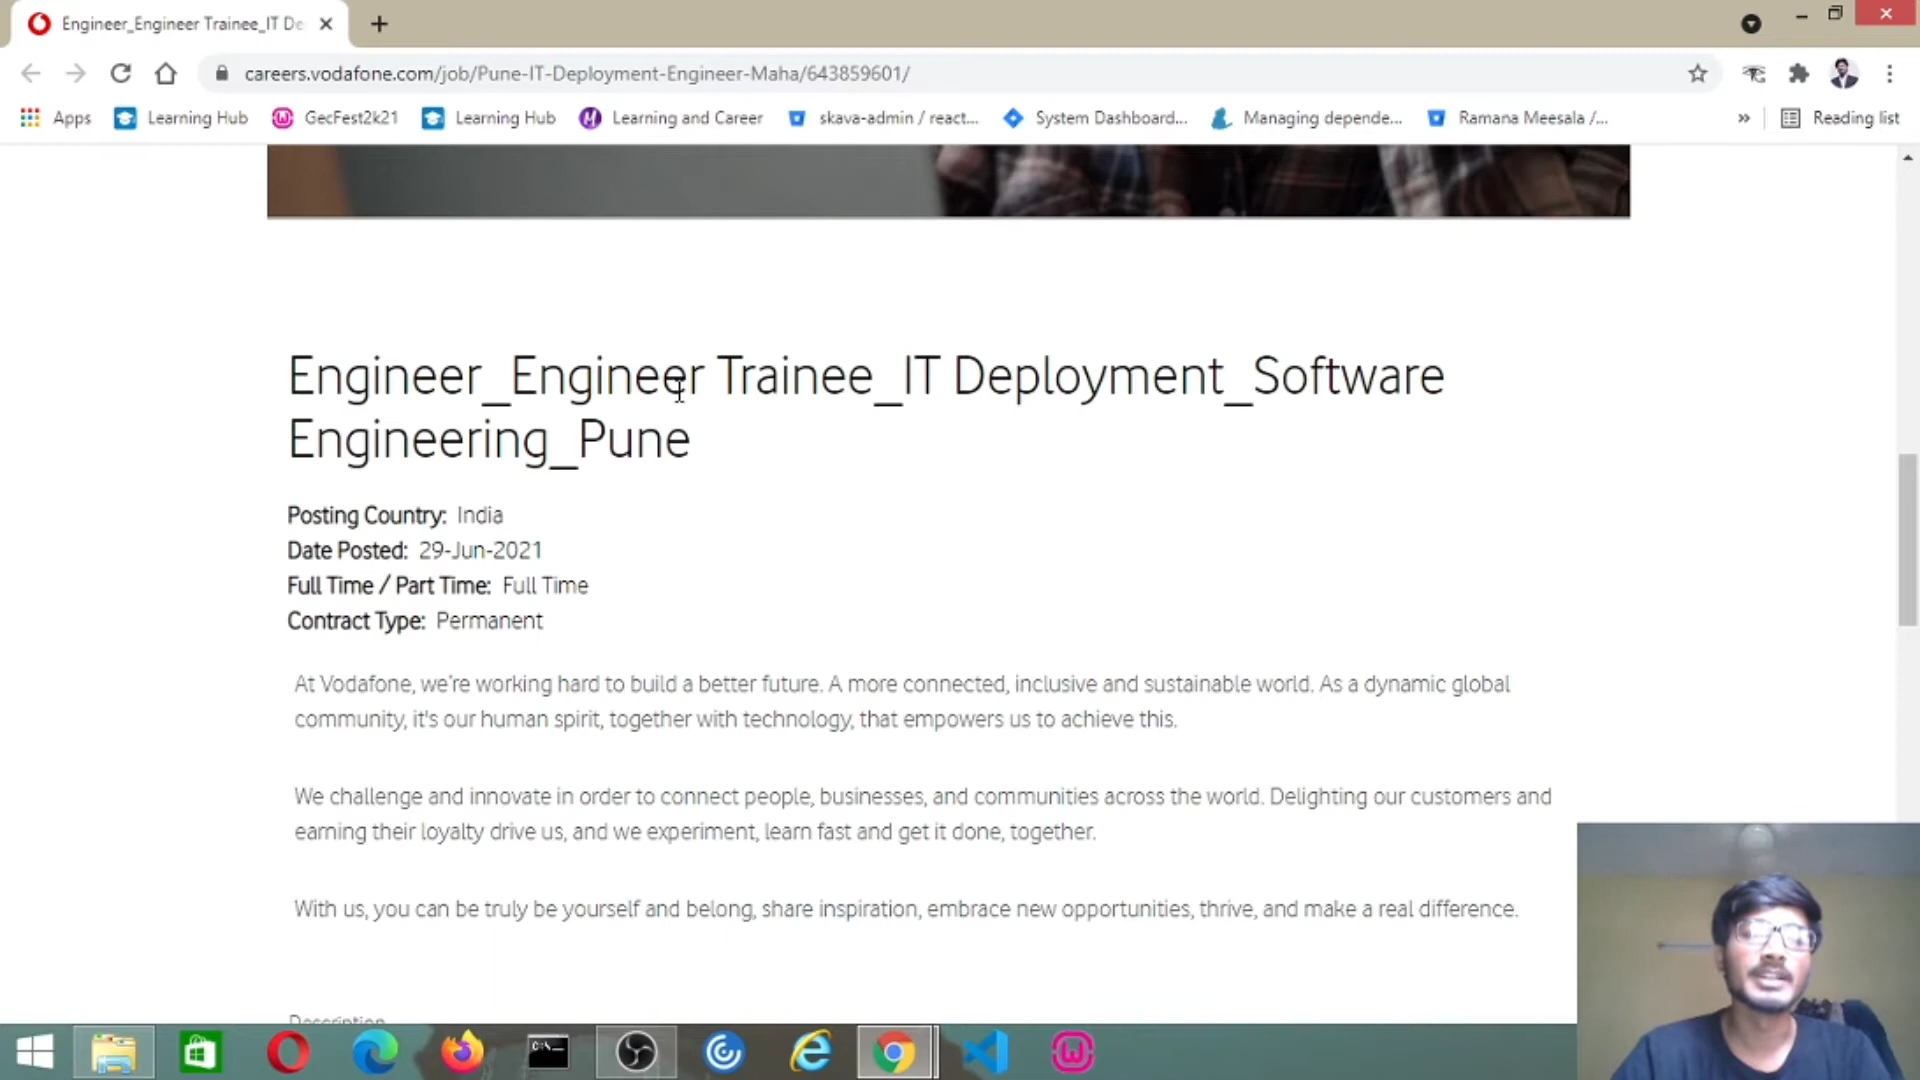 Engineer_Engineer Trainee_IT De
careers.vodafone.com/job/Pune-IT-Deployment-Engineer-Maha/643859601/
Apps Learning Hub GecFest2k21 Learning Hub Learning and Career skava-admin / react... System Dashboard... Managing depende... Ramana Meesala /... » Reading list
Engineer_Engineer Trainee_IT Deployment_Software
Engineering_Pune
Posting Country: India
Date Posted: 29-Jun-2021
Full Time / Part Time: Full Time
Contract Type: Permanent
At Vodafone, we're working hard to build a better future. A more connected, inclusive and sustainable world. As a dynamic global
community, it's our human spirit, together with technology, that empowers us to achieve this.
We challenge and innovate in order to connect people, businesses, and communities across the world. Delighting our customers and
earning their loyalty drive us, and we experiment, learn fast and get it done, together.
With us, you can be truly be yourself and belong, share inspiration, embrace new opportunities, thrive, and make a real difference.
Description